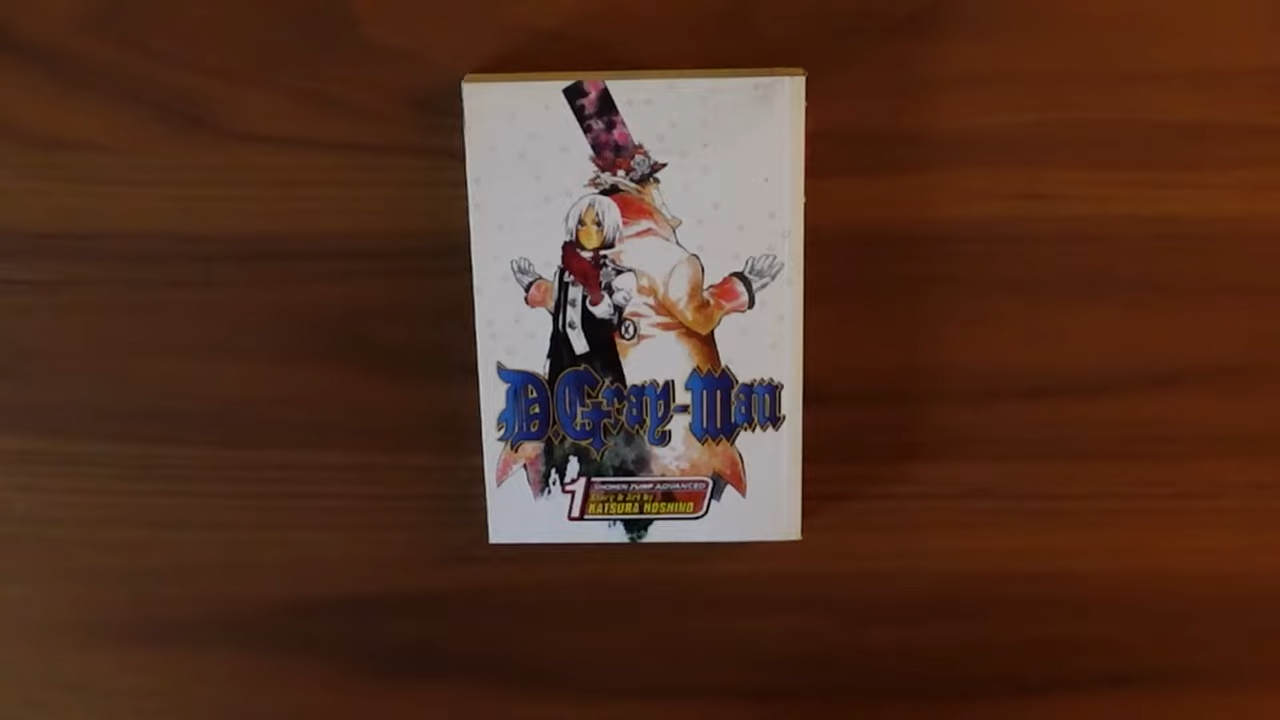 D.Gray-Man
1
SHONEN JUMP ADVANCED
Story & Art by
KATSURA HOSHINO